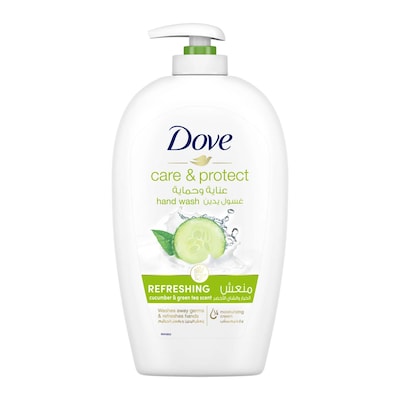 Dove
care & protect
عناية وحماية
hand wash غسول يدين
REFRESHING منعش
cucumber & green tea scent
Washes away germs
& refreshes hands
moisturising
cream